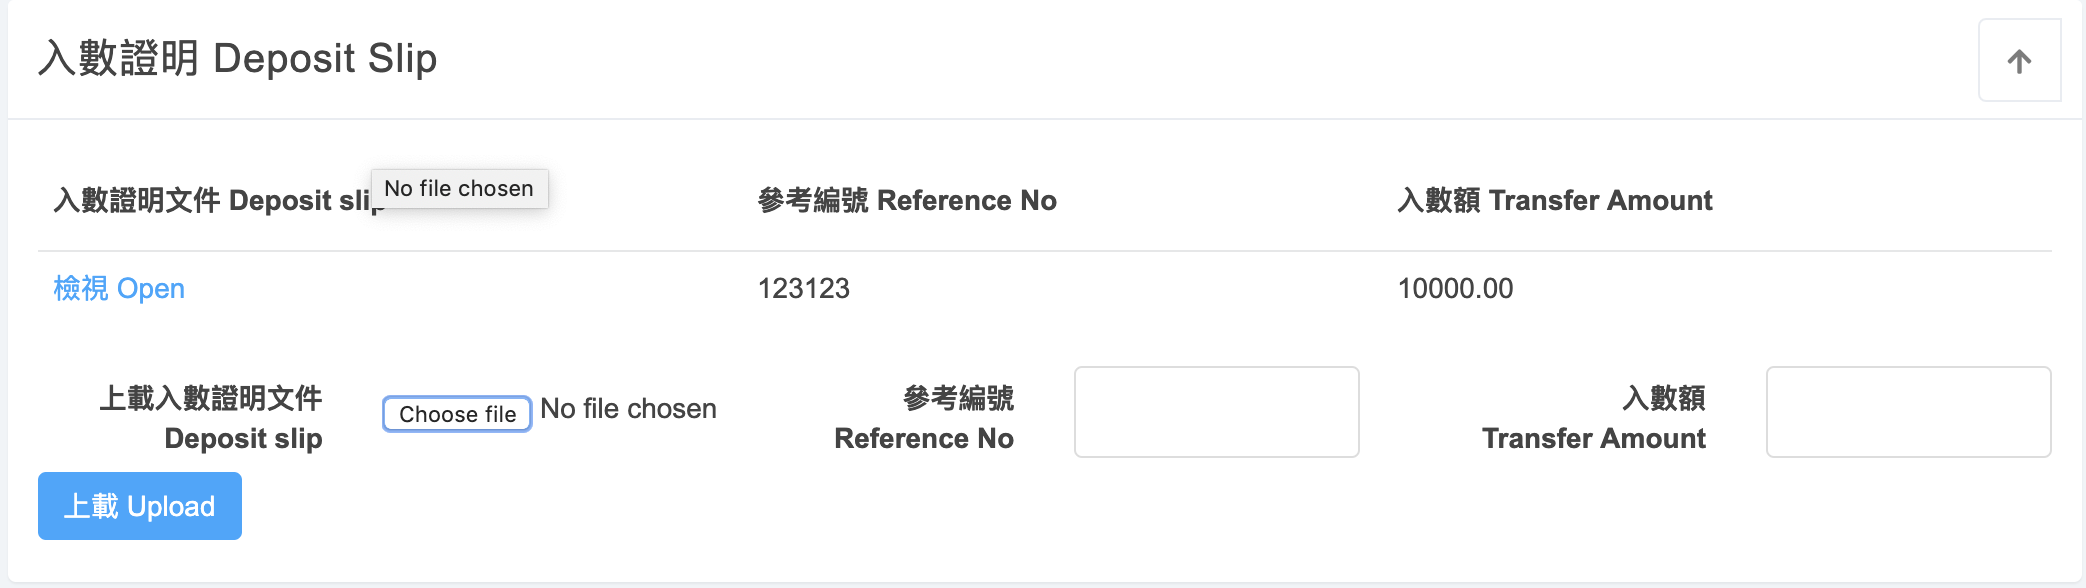 入數證明 Deposit Slip
入數證明文件 Deposit slip
No file chosen
參考編號 Reference No
入數額 Transfer Amount
檢視 Open
123123
10000.00
上載入數證明文件
Deposit slip
Choose file No file chosen
參考編號
Reference No
入數額
Transfer Amount
上載 Upload